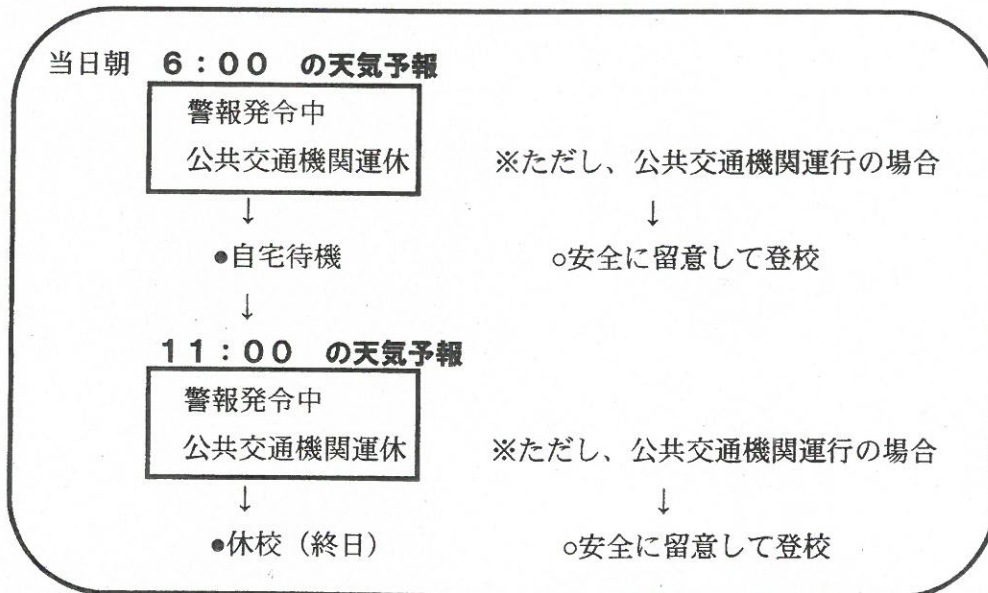 当日朝 6:00 の天気予報
警報発令中
公共交通機関運休 ※ただし、公共交通機関運行の場合
↓ ↓
●自宅待機 ○安全に留意して登校
↓
11:00 の天気予報
警報発令中
公共交通機関運休 ※ただし、公共交通機関運行の場合
↓ ↓
●休校（終日） ○安全に留意して登校